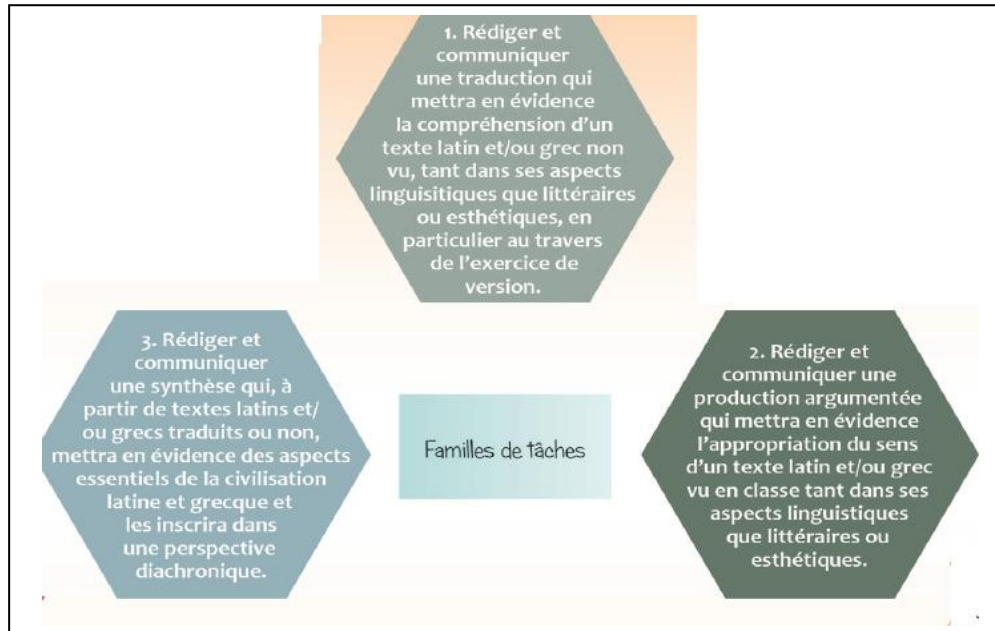 1. Rédiger et
communiquer
une traduction qui
mettra en évidence
la compréhension d'un
texte latin et/ou grec non
vu, tant dans ses aspects
linguisitiques que littéraires
ou esthétiques, en
particulier au travers
de l'exercice de
version.
3. Rédiger et
communiquer
une synthèse qui, à
partir de textes latins et/
ou grecs traduits ou non,
mettra en évidence des aspects
essentiels de la civilisation
latine et grecque et
les inscrira dans
une perspective
diachronique.
Familles de tâches
2. Rédiger et
communiquer une
production argumentée
qui mettra en évidence
l'appropriation du sens
d'un texte latin et/ou grec
vu en classe tant dans ses
aspects linguistiques
que littéraires ou
esthétiques.